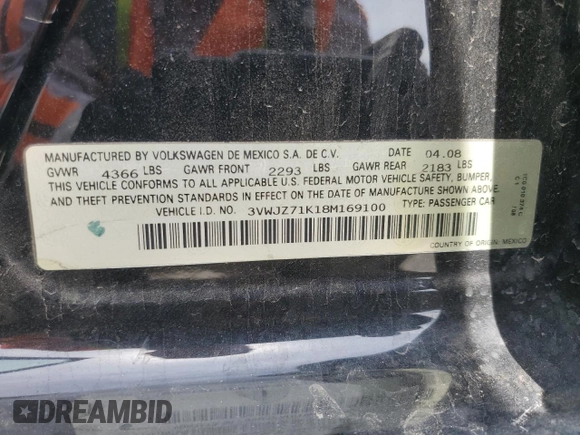 MANUFACTURED BY VOLKSWAGEN DE MEXICO S.A. DE C.V. DATE 04.08
GVWR 4366 LBS GAWR FRONT 2293 LBS GAWR REAR 2183 LBS
THIS VEHICLE CONFORMS TO ALL APPLICABLE U.S. FEDERAL MOTOR VEHICLE SAFETY, BUMPER,
AND THEFT PREVENTION STANDARDS IN EFFECT ON THE DATE OF MANUFACTURE SHOWN ABOVE.
VEHICLE I.D. NO. 3VWJZ71K18M169100 TYPE: PASSENGER CAR
COUNTRY OF ORIGIN: MEXICO
DREAMBID